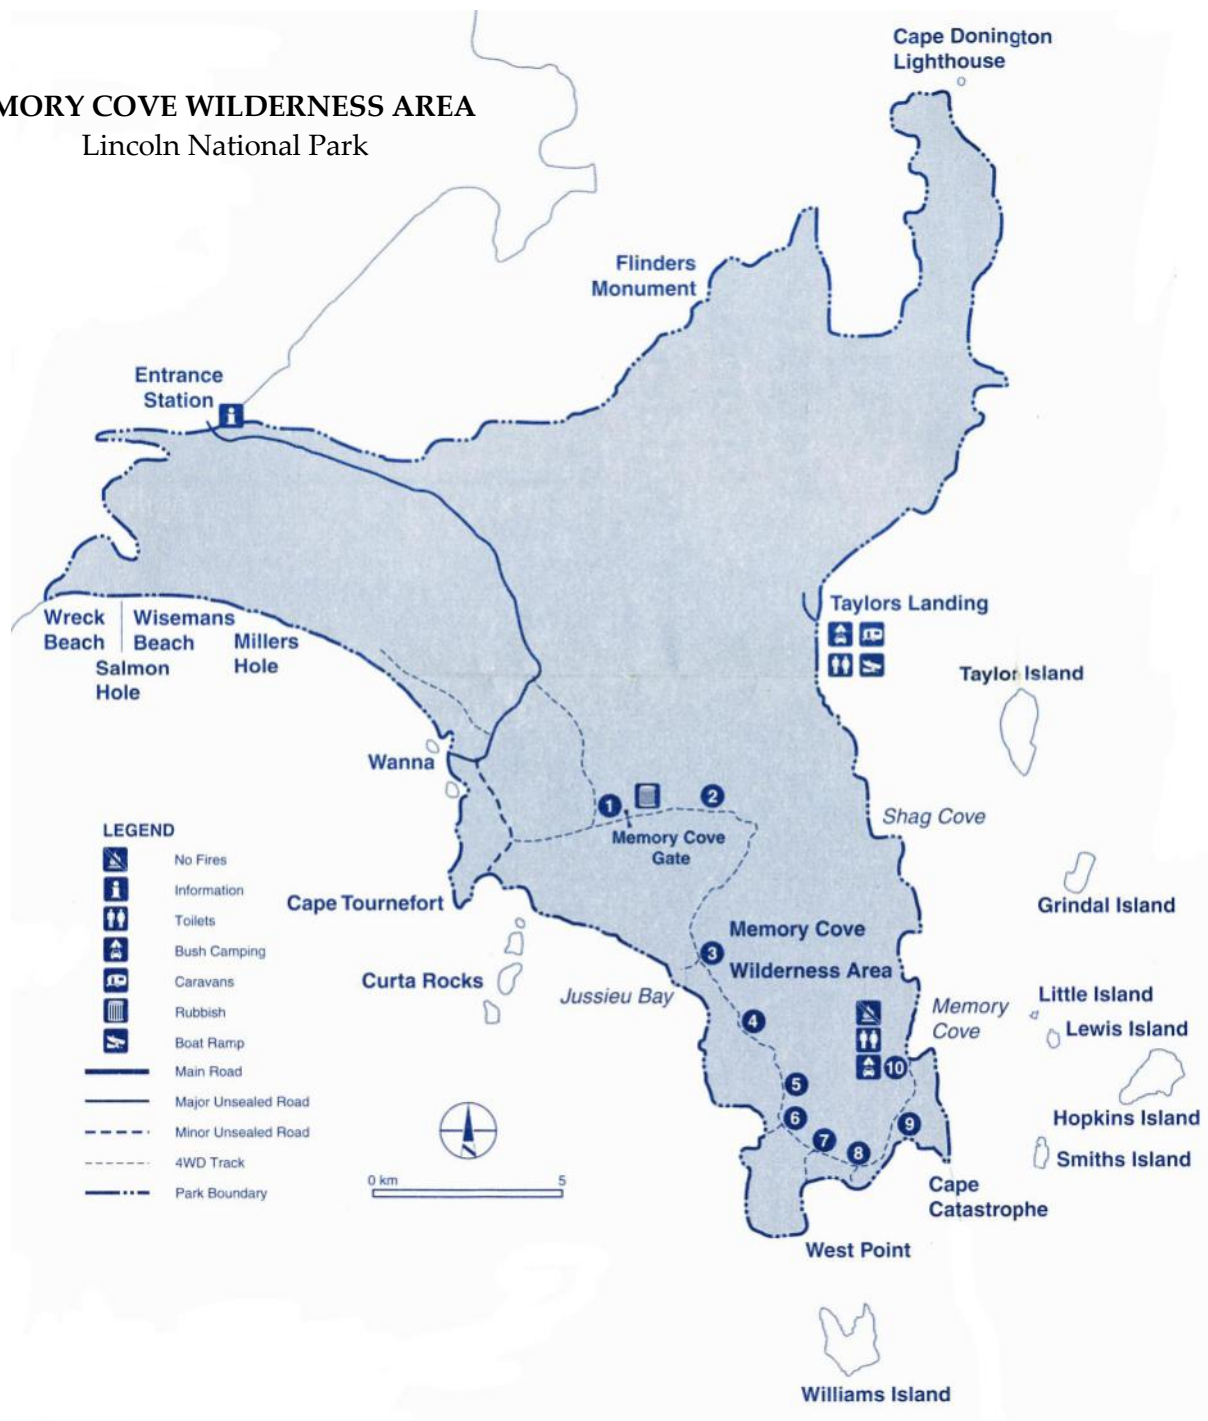 Cape Donington
Lighthouse
MORY COVE WILDERNESS AREA
Lincoln National Park
Flinders
Monument
Entrance
Station
Wreck
Beach
Wisemans
Beach
Salmon
Hole
Millers
Hole
Taylors Landing
Taylor Island
Wanna
1
2
Memory Cove
Gate
Shag Cove
LEGEND
No Fires
Information
Toilets
Bush Camping
Caravans
Rubbish
Boat Ramp
Main Road
Major Unsealed Road
Minor Unsealed Road
4WD Track
Park Boundary
Cape Tournefort
Grindal Island
3
Memory Cove
Wilderness Area
Curta Rocks
Jussieu Bay
Memory
Cove
Little Island
Lewis Island
4
10
5
Hopkins Island
6
9
7
8
Smiths Island
0 km
5
Cape
Catastrophe
West Point
Williams Island